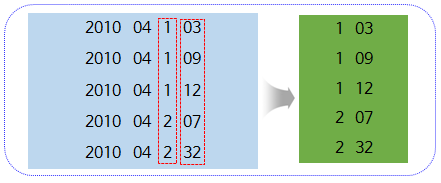 2010 04 1 03
2010 04 1 09
2010 04 1 12
2010 04 2 07
2010 04 2 32
1 03
1 09
1 12
2 07
2 32